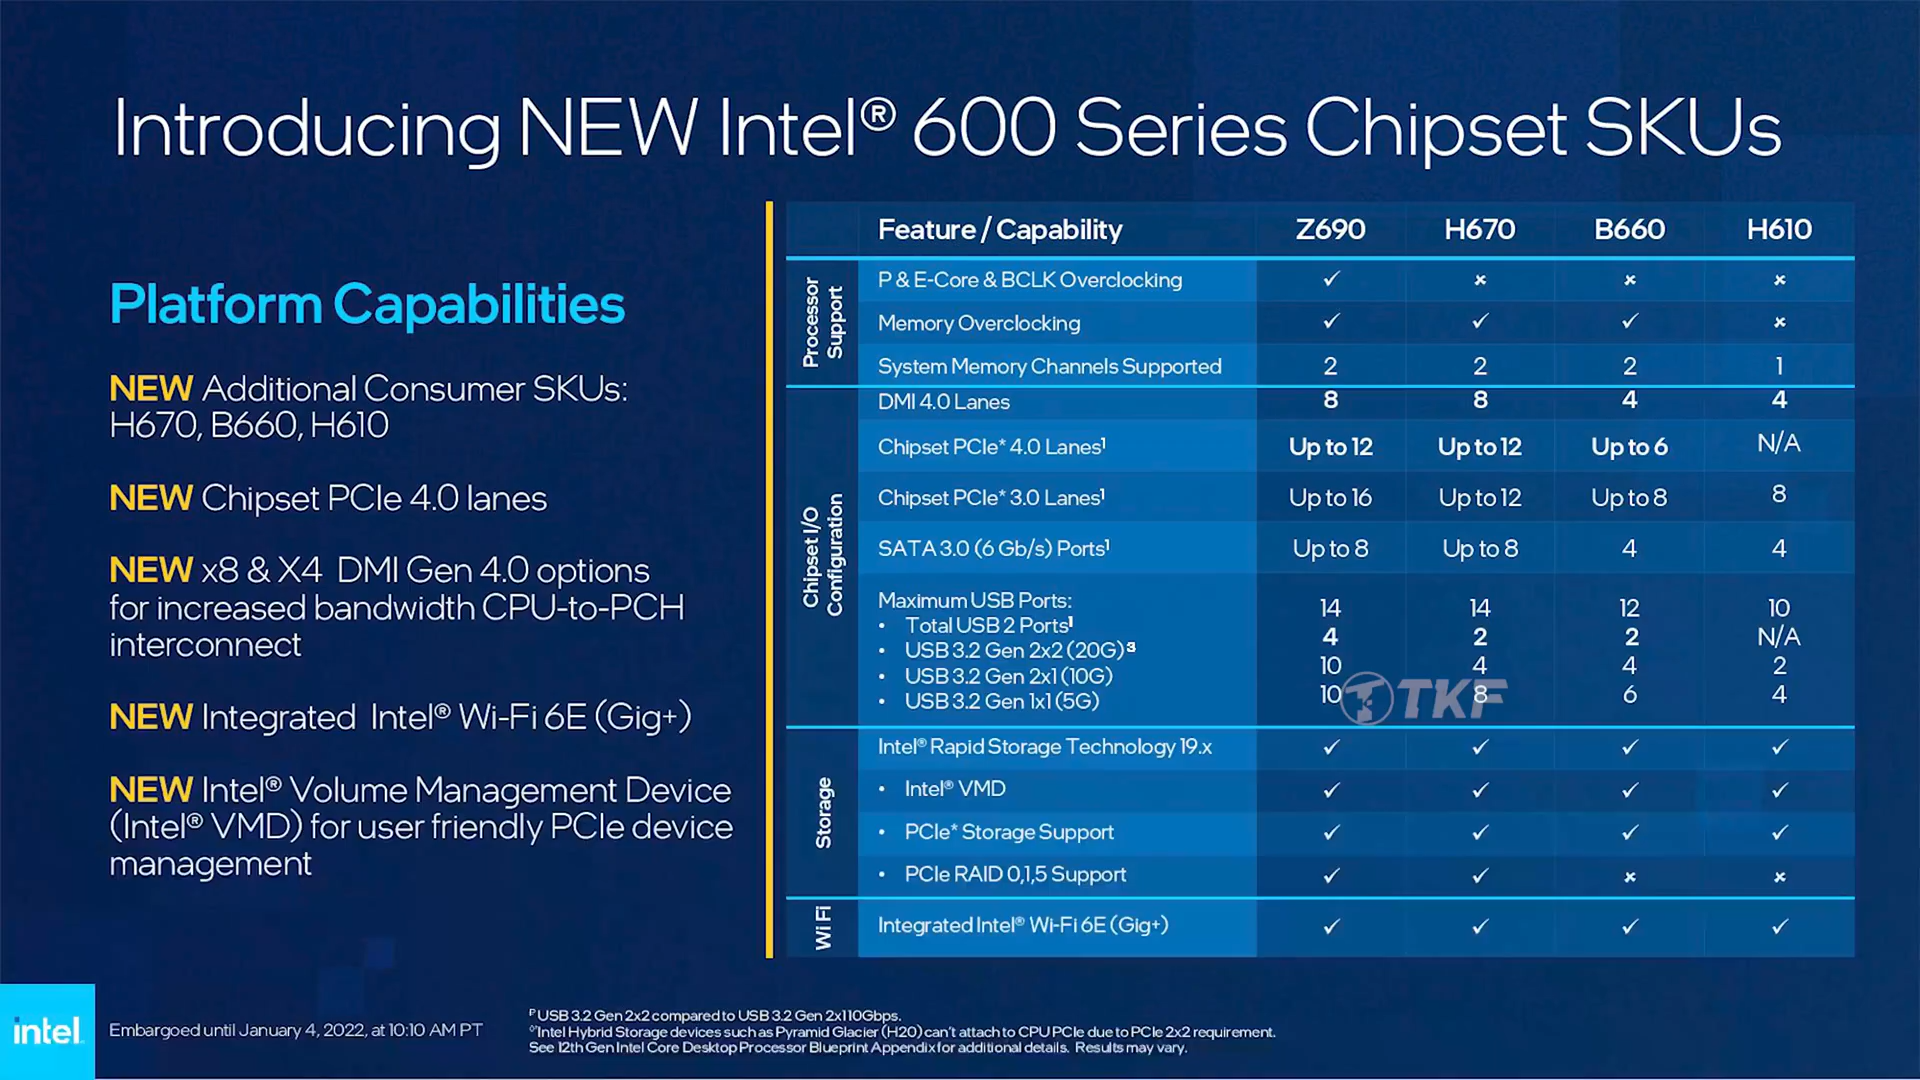 Introducing NEW Intel® 600 Series Chipset SKUs
Platform Capabilities
NEW Additional Consumer SKUs:
H670, B660, H610
NEW Chipset PCIe 4.0 lanes
NEW x8 & X4 DMI Gen 4.0 options
for increased bandwidth CPU-to-PCH
interconnect
NEW Integrated Intel® Wi-Fi 6E (Gig+)
NEW Intel® Volume Management Device
(Intel® VMD) for user friendly PCIe device
management
Feature / Capability Z690 H670 B660 H610
Processor
Support
P & E-Core & BCLK Overclocking ✓ × × ×
Memory Overclocking ✓ ✓ ✓ ×
System Memory Channels Supported 2 2 2 1
Chipset I/O
Configuration
DMI 4.0 Lanes 8 8 4 4
Chipset PCIe* 4.0 Lanes¹ Up to 12 Up to 12 Up to 6 N/A
Chipset PCIe* 3.0 Lanes¹ Up to 16 Up to 12 Up to 8 8
SATA 3.0 (6 Gb/s) Ports¹ Up to 8 Up to 8 4 4
Maximum USB Ports:
• Total USB 2 Ports¹ 14 14 12 10
• USB 3.2 Gen 2x2 (20G)³ 4 2 2 N/A
• USB 3.2 Gen 2x1 (10G) 10 4 4 2
• USB 3.2 Gen 1x1 (5G) 10 8 6 4
TKF
Storage
Intel® Rapid Storage Technology 19.x ✓ ✓ ✓ ✓
• Intel® VMD ✓ ✓ ✓ ✓
• PCIe* Storage Support ✓ ✓ ✓ ✓
• PCIe RAID 0,1,5 Support ✓ ✓ × ×
Wi Fi
Integrated Intel® Wi-Fi 6E (Gig+) ✓ ✓ ✓ ✓
intel.
Embargoed until January 4, 2022, at 10:10 AM PT
USB 3.2 Gen 2x2 compared to USB 3.2 Gen 2x1 10Gbps.
Intel Hybrid Storage devices such as Pyramid Glacier (H20) can't attach to CPU PCIe due to PCIe 2x2 requirement.
See 12th Gen Intel Core Desktop Processor Blueprint Appendix for additional details. Results may vary.